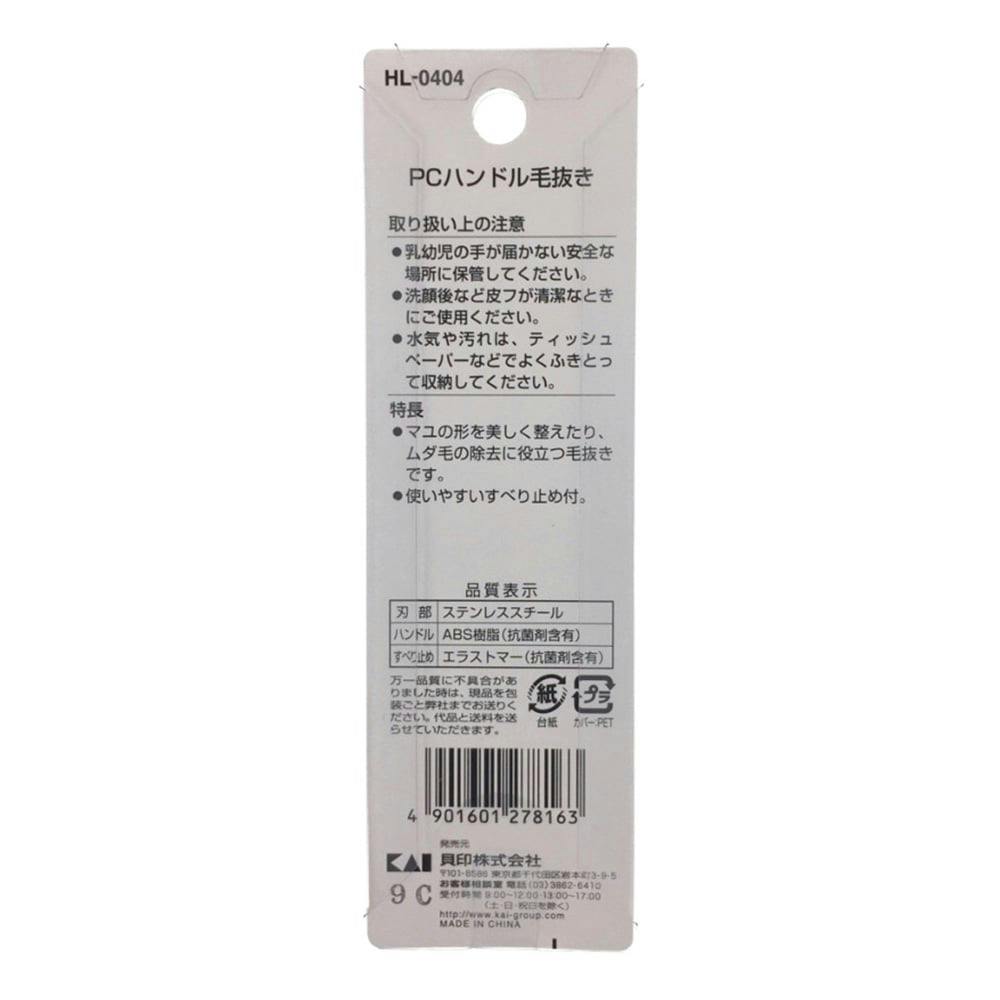 HL-0404
PCハンドル毛抜き
取り扱い上の注意
●乳幼児の手が届かない安全な
場所に保管してください。
●洗顔後など皮フが清潔なとき
にご使用ください。
●水気や汚れは、ティッシュ
ペーパーなどでよくふきとっ
て収納してください。
特長
●マユの形を美しく整えたり、
ムダ毛の除去に役立つ毛抜き
です。
●使いやすいすべり止め付。
品質表示
刃部 ステンレススチール
ハンドル ABS樹脂(抗菌剤含有)
すべり止め エラストマー(抗菌剤含有)
万一品質に不具合があ
りました時は、現品を包
装ごと弊社までお送りく
ださい。代品と送料を送
らせていただきます。
紙 プラ
台紙 カバー:PET
4 901601 278163
発売元
KAI 貝印株式会社
〒101-8586 東京都千代田区岩本町3-9-5
お客様相談室 電話(03)3862-6410
受付時間 9:00~12:00・13:00~17:00
(土・日・祝日を除く)
9C
http://www.kai-group.com
MADE IN CHINA